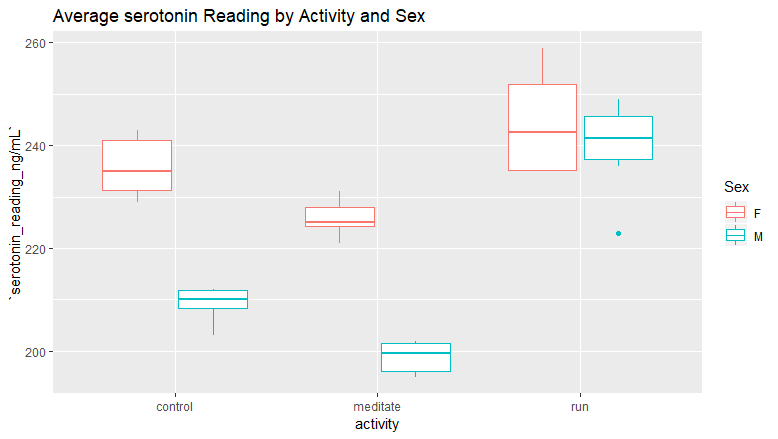 Average serotonin Reading by Activity and Sex
`serotonin_reading_ng/mL`
260
240
220
200
control meditate run
activity
Sex
F
M